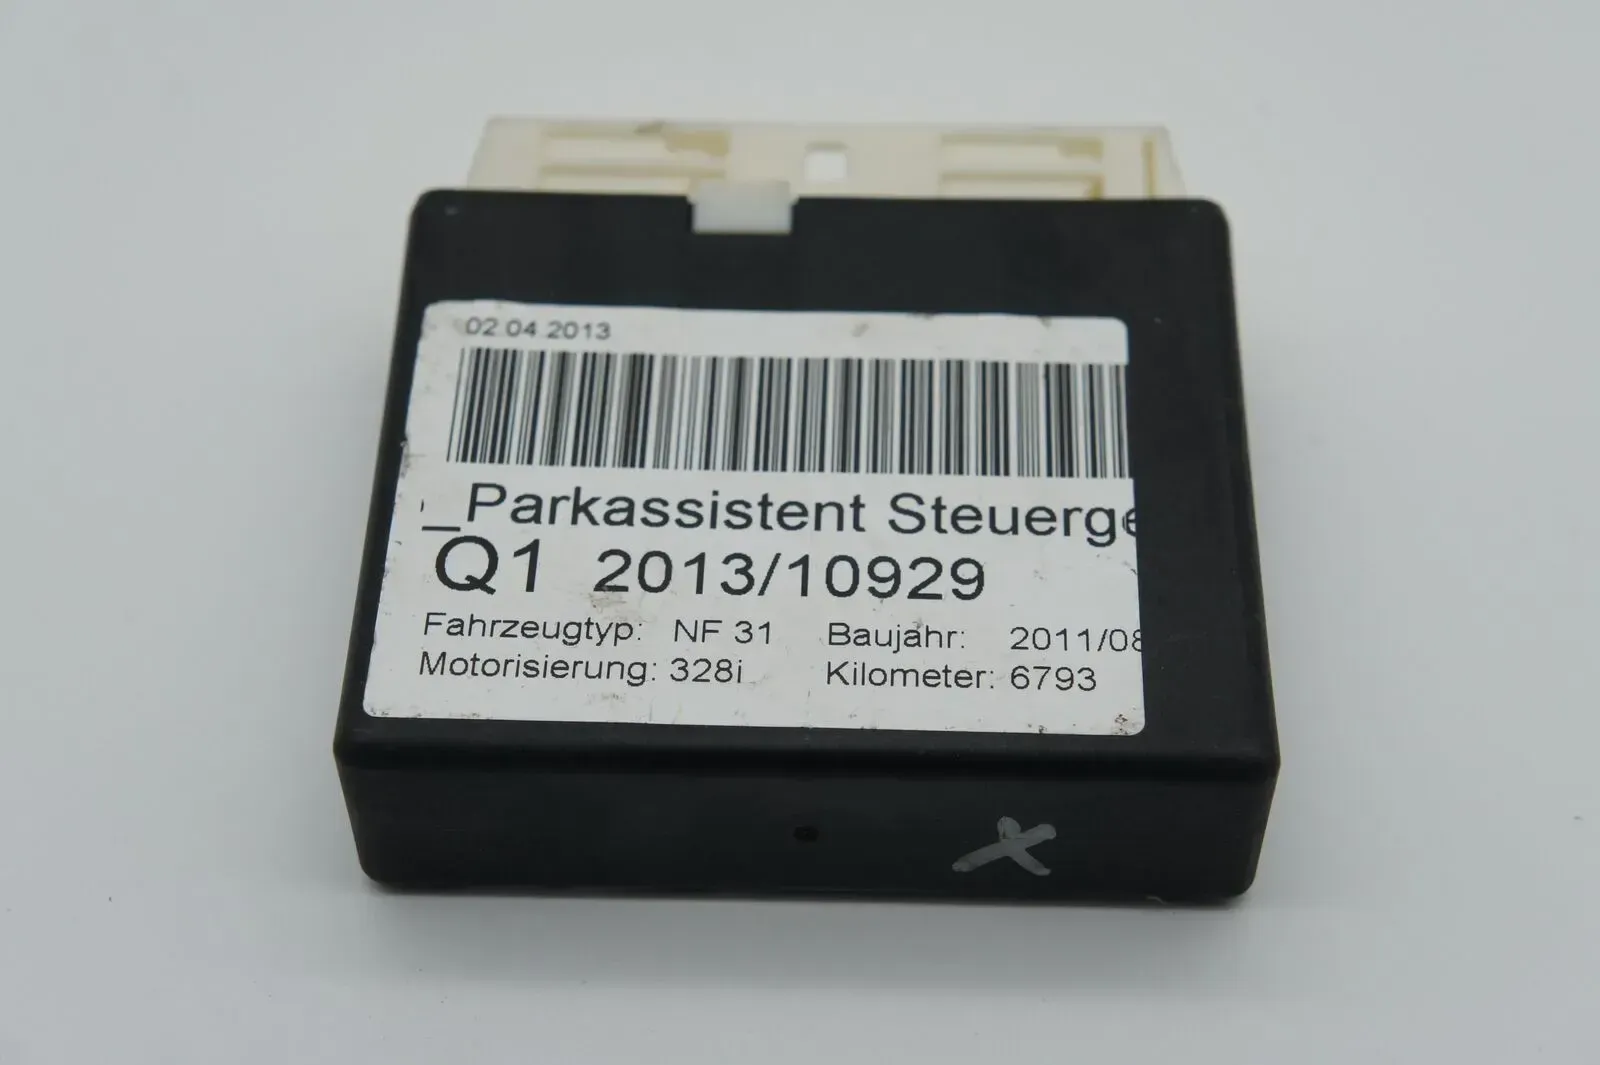 02.04.2013
_Parkassistent Steuerge
Q1 2013/10929
Fahrzeugtyp: NF 31 Baujahr: 2011/08
Motorisierung: 328i Kilometer: 6793
X